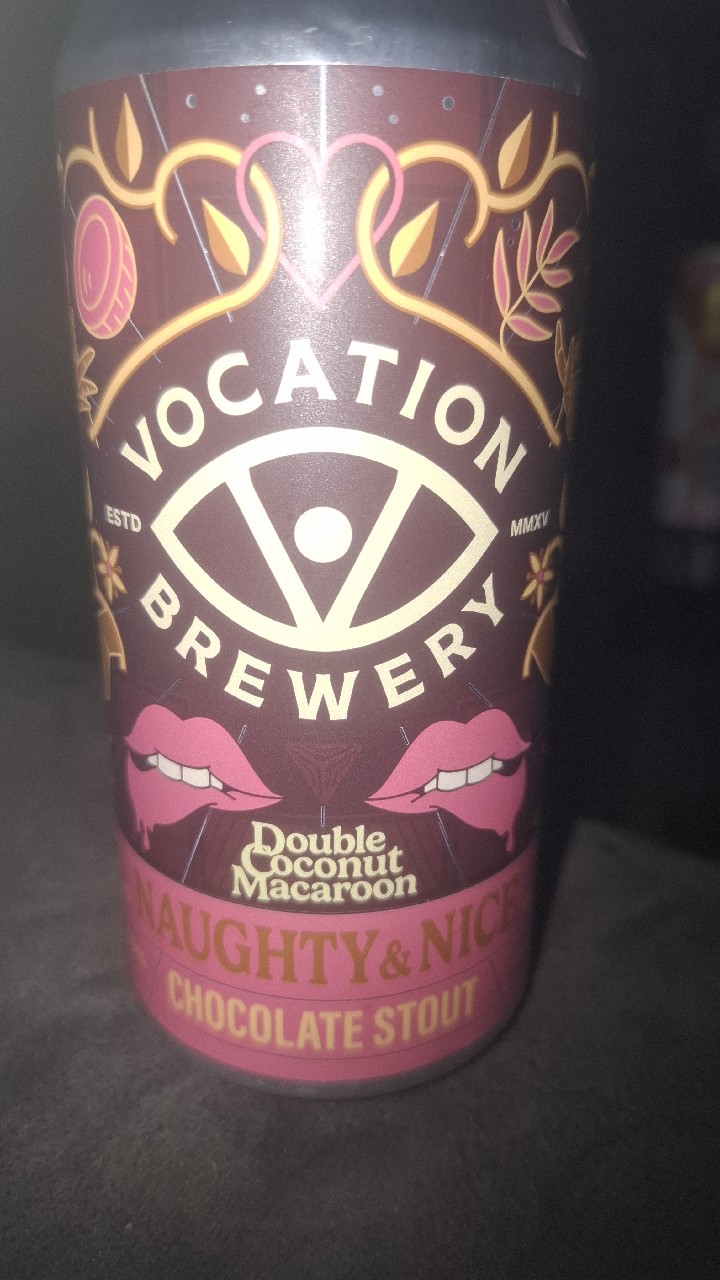 VOCATION
ESTD
MMXV
BREWERY
Double
Coconut
Macaroon
NAUGHTY & NICE
CHOCOLATE STOUT